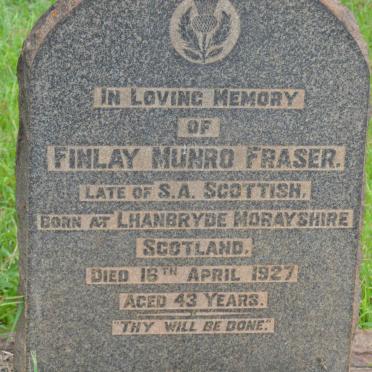 IN LOVING MEMORY
OF
FINLAY MUNRO FRASER.
LATE OF S.A. SCOTTISH.
BORN AT LHANBRYDE MORAYSHIRE
SCOTLAND.
DIED 16TH APRIL 1927
AGED 43 YEARS.
"THY WILL BE DONE."